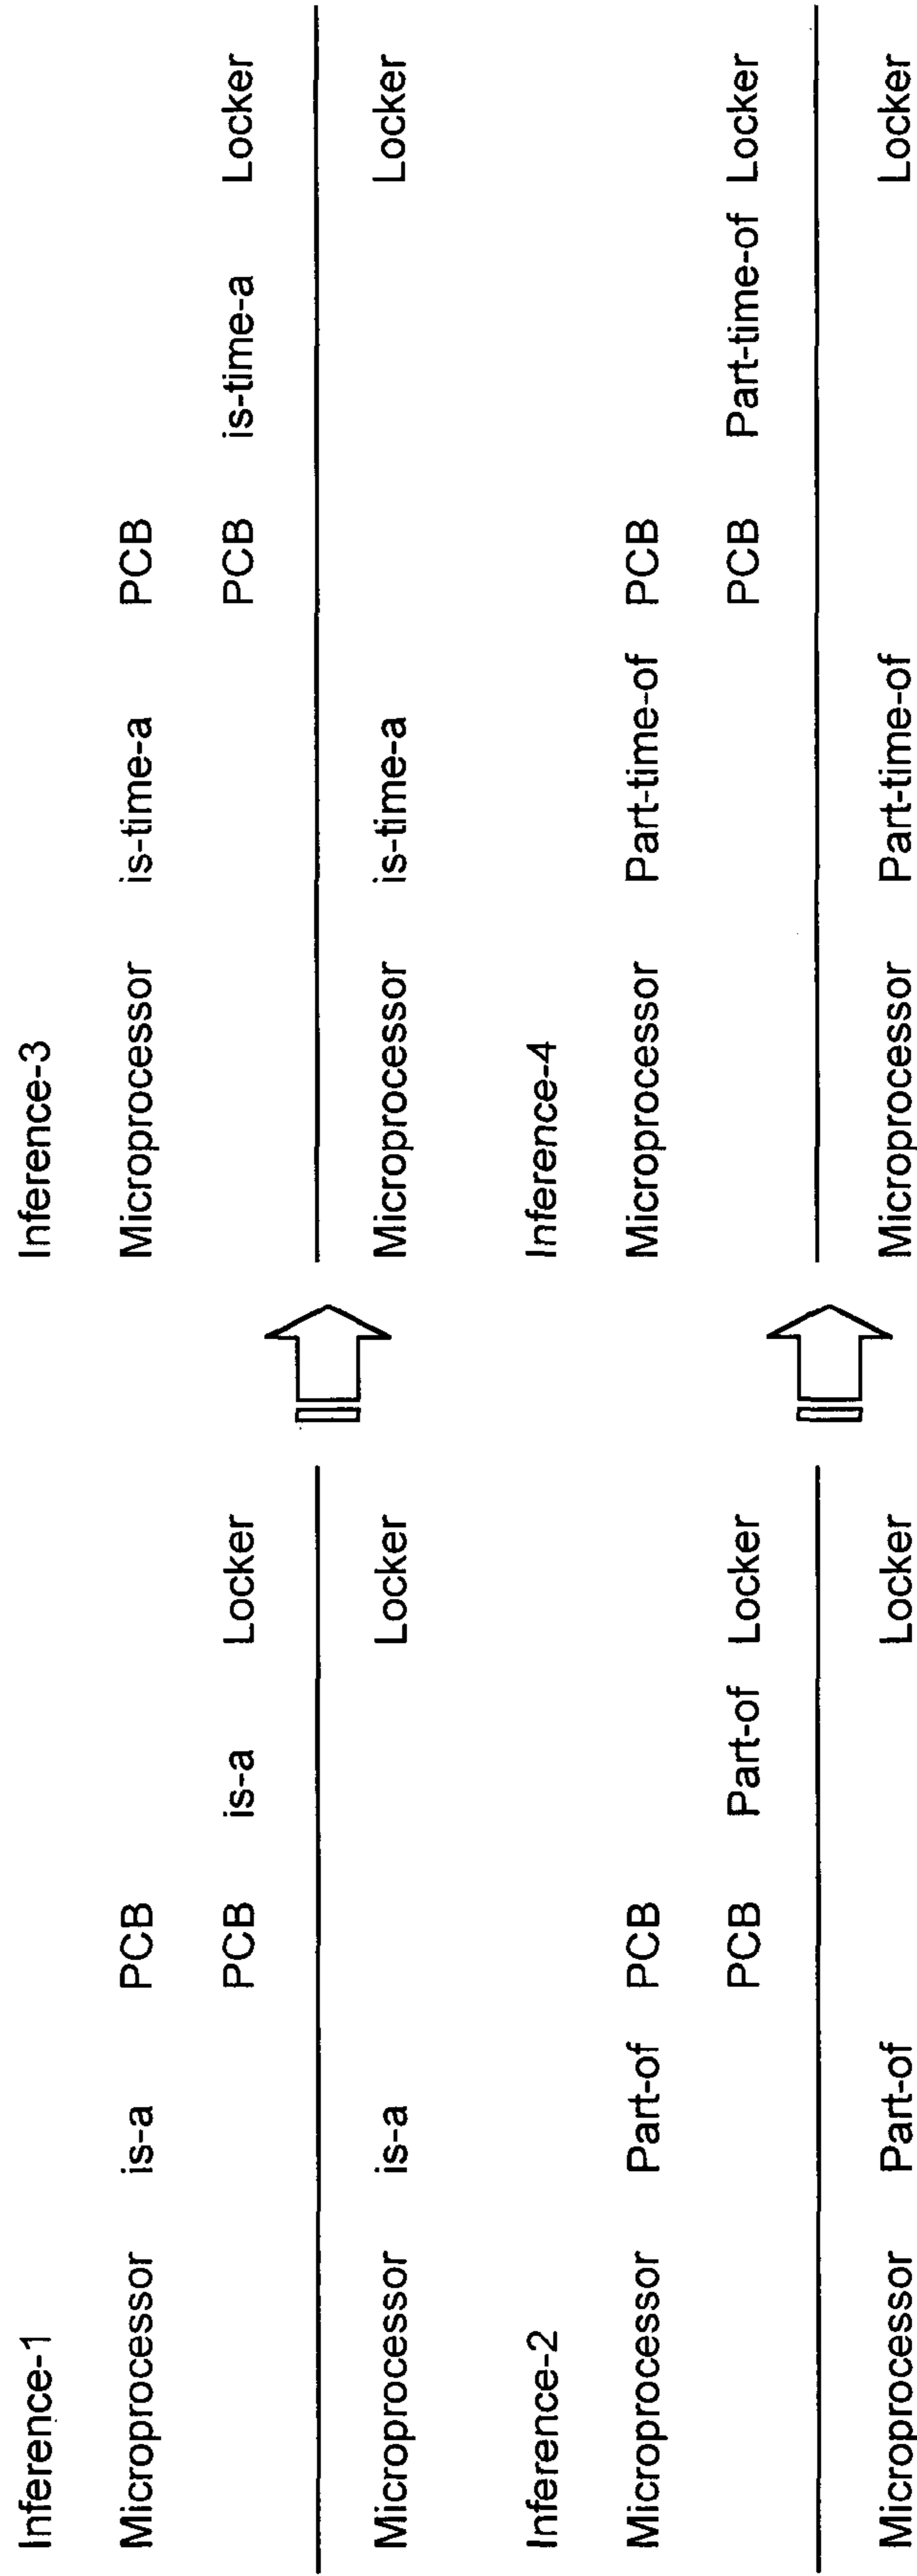 Inference-1
Microprocessor is-a PCB
PCB is-a Locker
Microprocessor is-a Locker
Inference-2
Microprocessor Part-of PCB
PCB Part-of Locker
Microprocessor Part-of Locker
Inference-3
Microprocessor is-time-a PCB
PCB is-time-a Locker
Microprocessor is-time-a Locker
Inference-4
Microprocessor Part-time-of PCB
PCB Part-time-of Locker
Microprocessor Part-time-of Locker